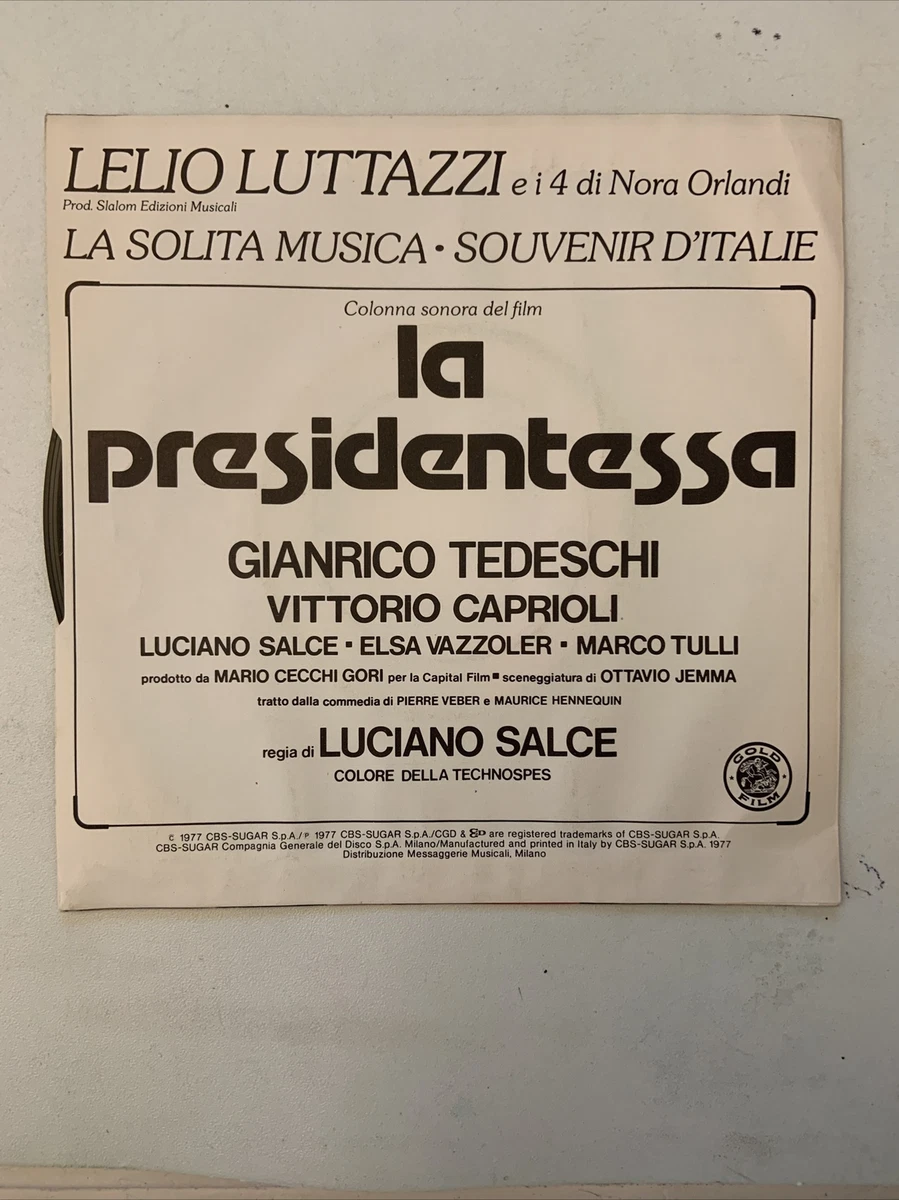 LELIO LUTTAZZI e i 4 di Nora Orlandi
Prod. Slalom Edizioni Musicali
LA SOLITA MUSICA • SOUVENIR D'ITALIE
Colonna sonora del film
la
presidentessa
GIANRICO TEDESCHI
VITTORIO CAPRIOLI
LUCIANO SALCE ▪ ELSA VAZZOLER ▪ MARCO TULLI
prodotto da MARIO CECCHI GORI per la Capital Film ▪ sceneggiatura di OTTAVIO JEMMA
tratto dalla commedia di PIERRE VEBER e MAURICE HENNEQUIN
regia di LUCIANO SALCE
COLORE DELLA TECHNOSPES
GOLD FILM
© 1977 CBS-SUGAR S.p.A./℗ 1977 CBS-SUGAR S.p.A./CGD & are registered trademarks of CBS-SUGAR S.p.A.
CBS-SUGAR Compagnia Generale del Disco S.p.A. Milano/Manufactured and printed in Italy by CBS-SUGAR S.p.A. 1977
Distribuzione Messaggerie Musicali, Milano